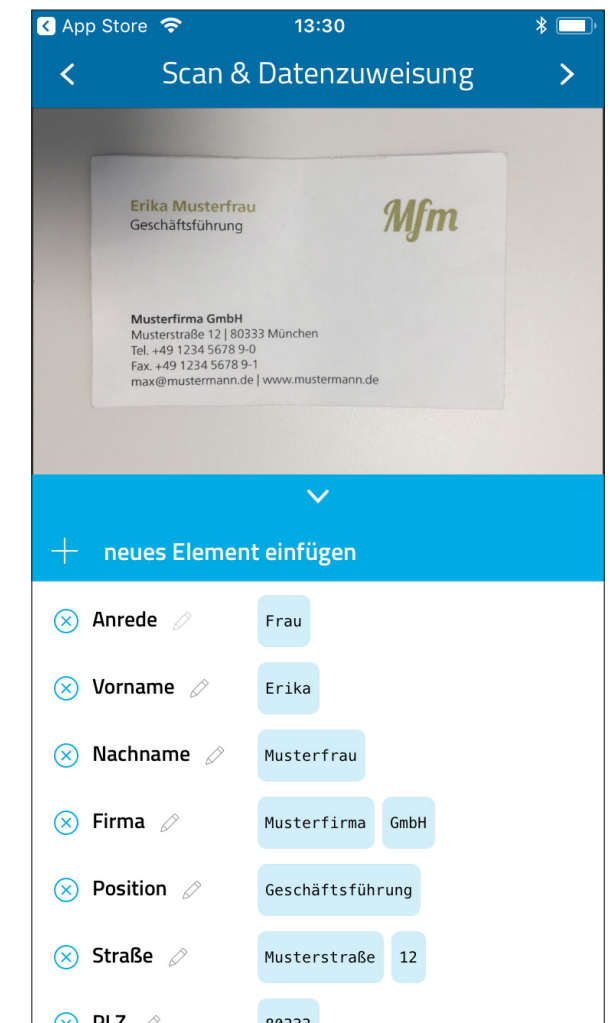 App Store 13:30
Scan & Datenzuweisung
Erika Musterfrau
Geschäftsführung
Mfm
Musterfirma GmbH
Musterstraße 12 | 80333 München
Tel. +49 1234 5678 9-0
Fax. +49 1234 5678 9-1
max@mustermann.de | www.mustermann.de
neues Element einfügen
Anrede Frau
Vorname Erika
Nachname Musterfrau
Firma Musterfirma GmbH
Position Geschäftsführung
Straße Musterstraße 12
PLZ 80333